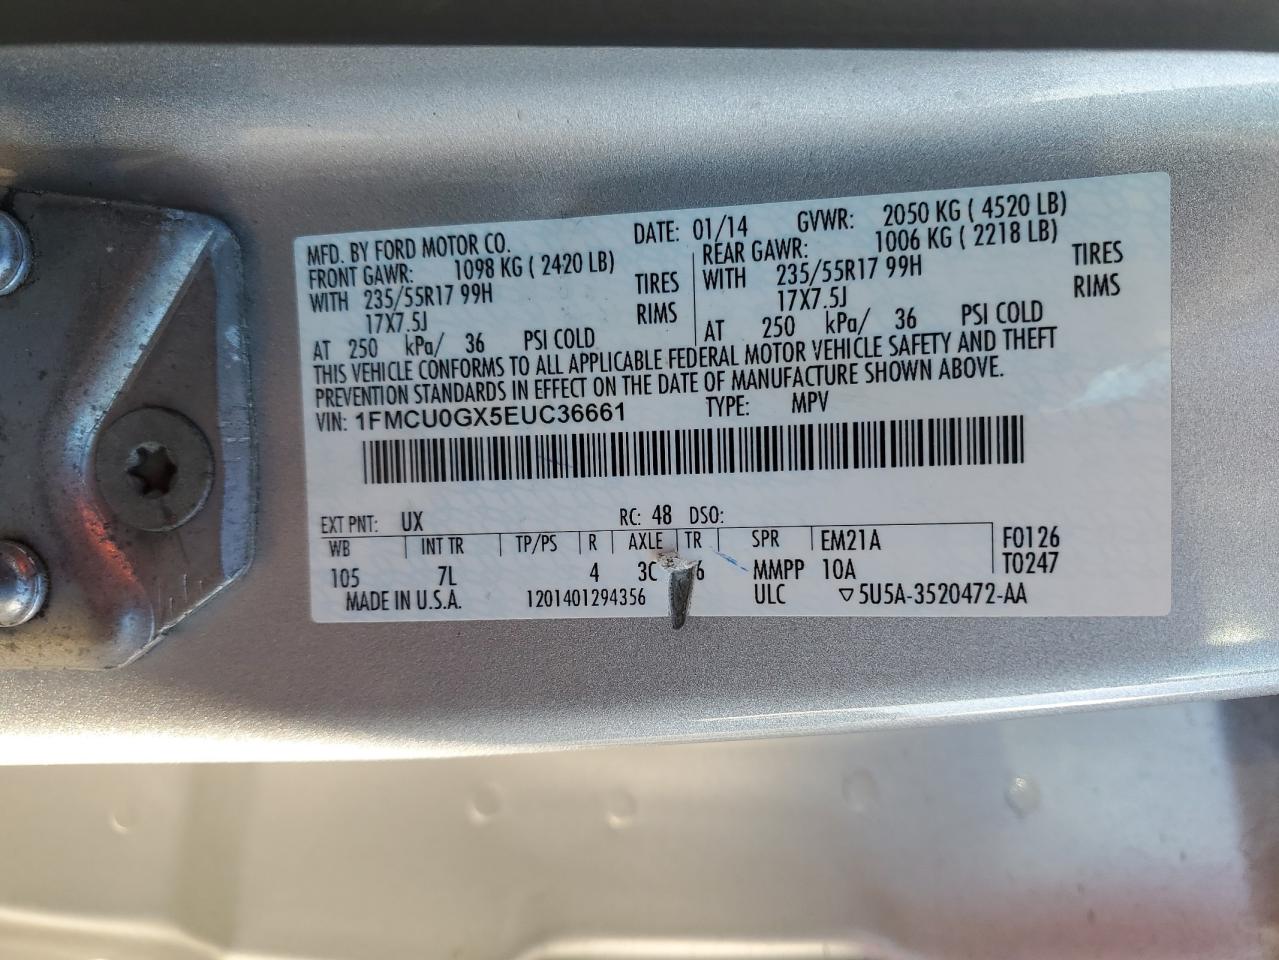 MFD. BY FORD MOTOR CO. DATE: 01/14 GVWR: 2050 KG ( 4520 LB)
FRONT GAWR: 1098 KG ( 2420 LB) REAR GAWR: 1006 KG ( 2218 LB)
WITH 235/55R17 99H TIRES WITH 235/55R17 99H TIRES
17X7.5J RIMS 17X7.5J RIMS
AT 250 kPa/ 36 PSI COLD AT 250 kPa/ 36 PSI COLD
THIS VEHICLE CONFORMS TO ALL APPLICABLE FEDERAL MOTOR VEHICLE SAFETY AND THEFT
PREVENTION STANDARDS IN EFFECT ON THE DATE OF MANUFACTURE SHOWN ABOVE.
VIN: 1FMCU0GX5EUC36661 TYPE: MPV
EXT PNT: UX RC: 48 DSO:
WB INT TR TP/PS R AXLE TR SPR EM21A F0126
105 7L 4 3C 6 MMPP 10A T0247
MADE IN U.S.A. 1201401294356 ULC ▽5U5A-3520472-AA